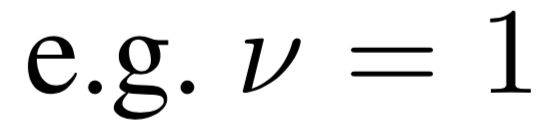 e.g. ν = 1